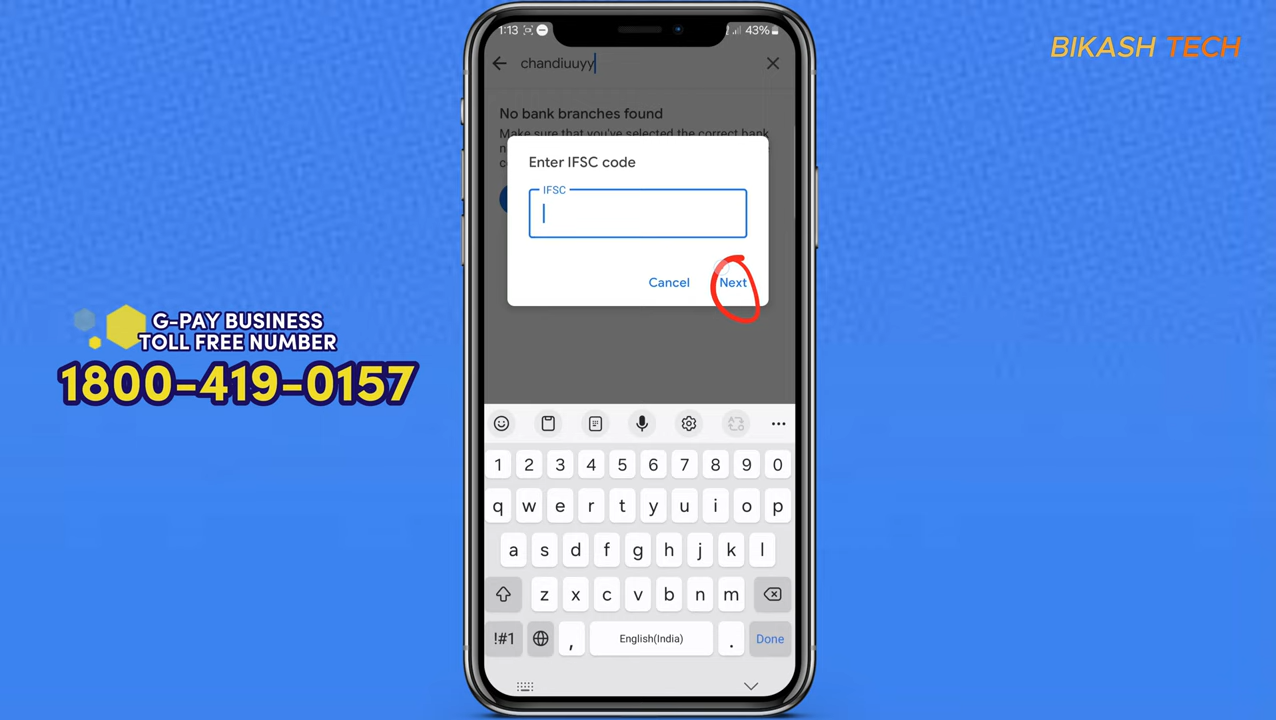 1:13
43%
BIKASH TECH
chandiuuyy
No bank branches found
Make sure that you've selected the correct bank
n
c
Enter IFSC code
IFSC
Cancel Next
G-PAY BUSINESS
TOLL FREE NUMBER
1800-419-0157
1 2 3 4 5 6 7 8 9 0
q w e r t y u i o p
a s d f g h j k l
z x c v b n m
!#1 , English(India) . Done